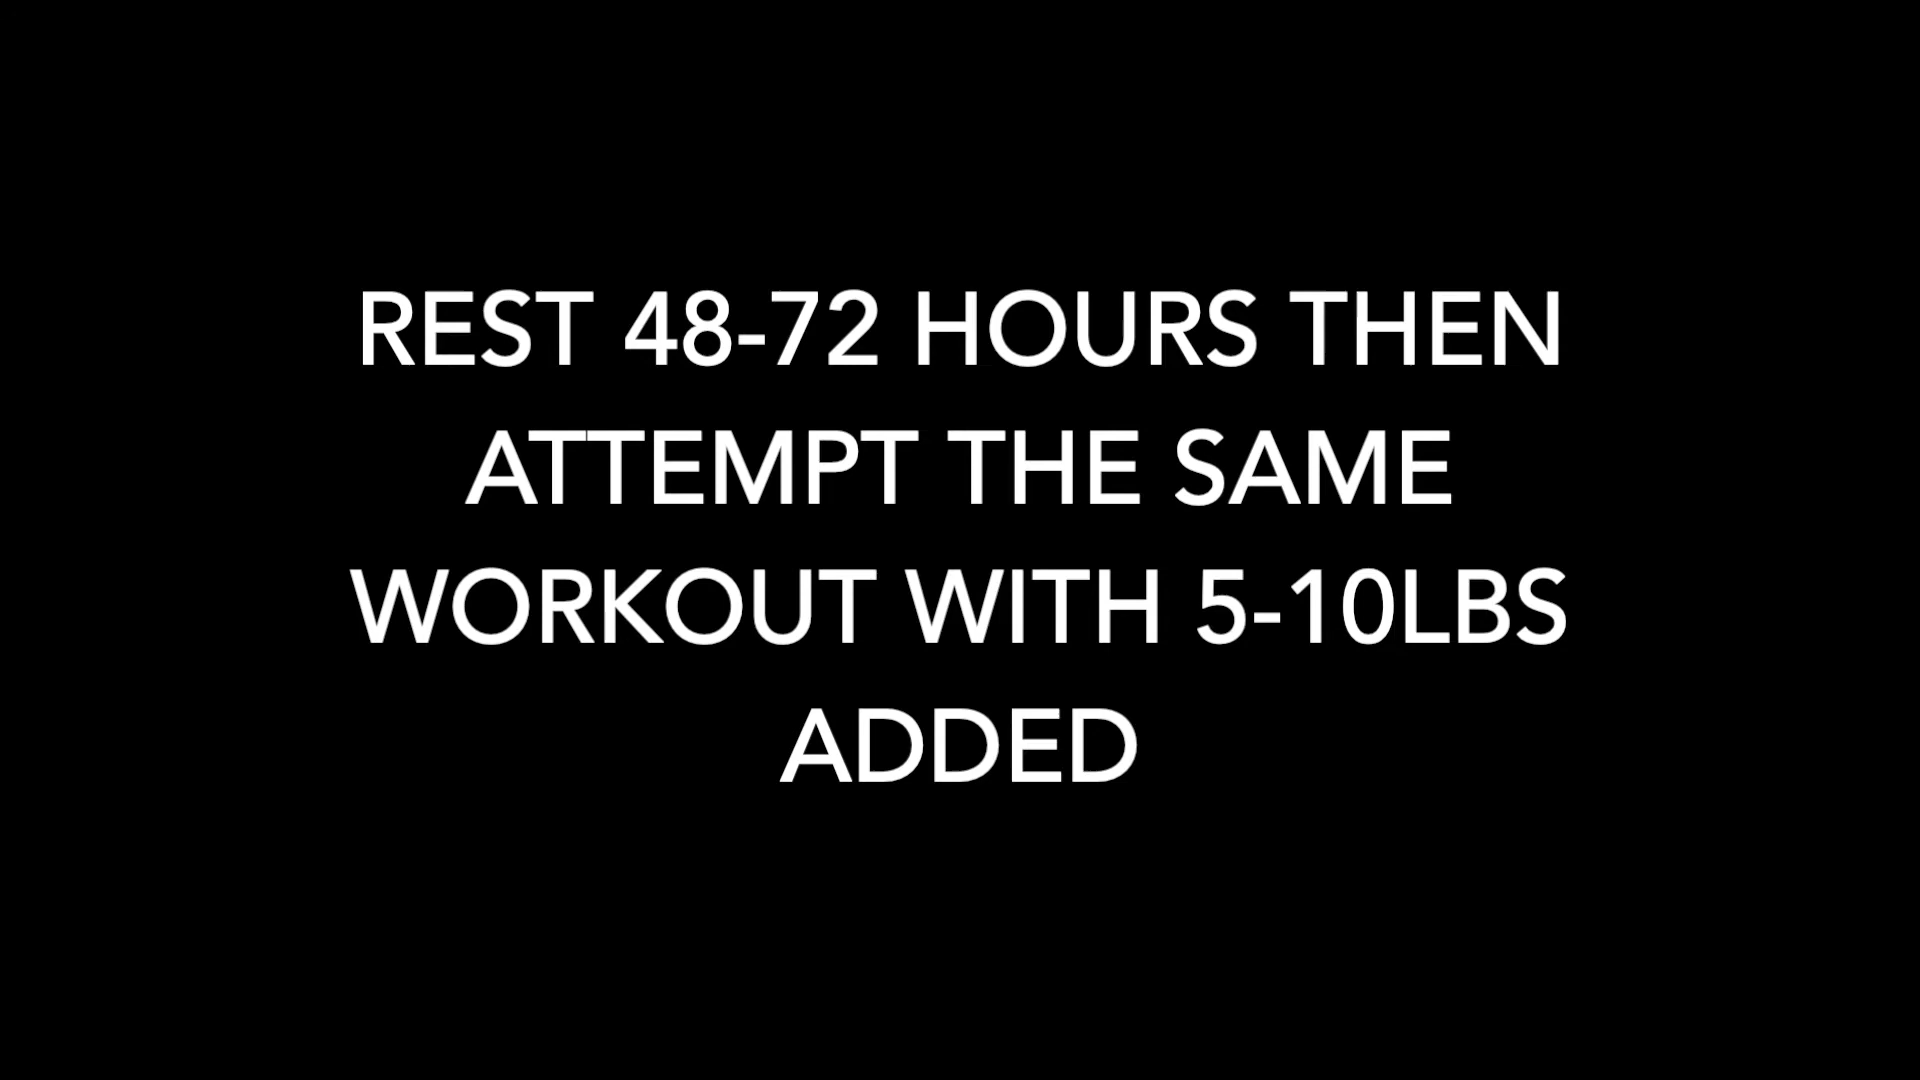 REST 48-72 HOURS THEN
ATTEMPT THE SAME
WORKOUT WITH 5-10LBS
ADDED